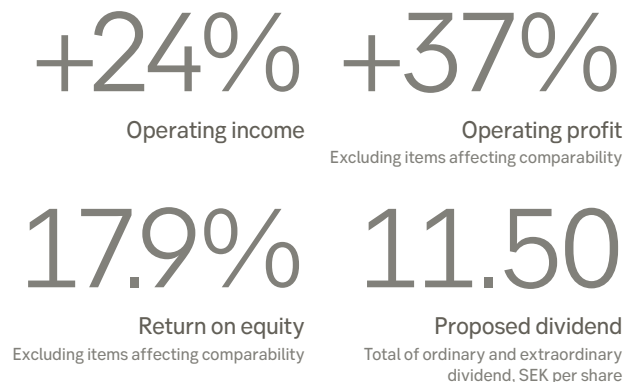 +24%
Operating income
+37%
Operating profit
Excluding items affecting comparability
17.9%
Return on equity
Excluding items affecting comparability
11.50
Proposed dividend
Total of ordinary and extraordinary
dividend, SEK per share